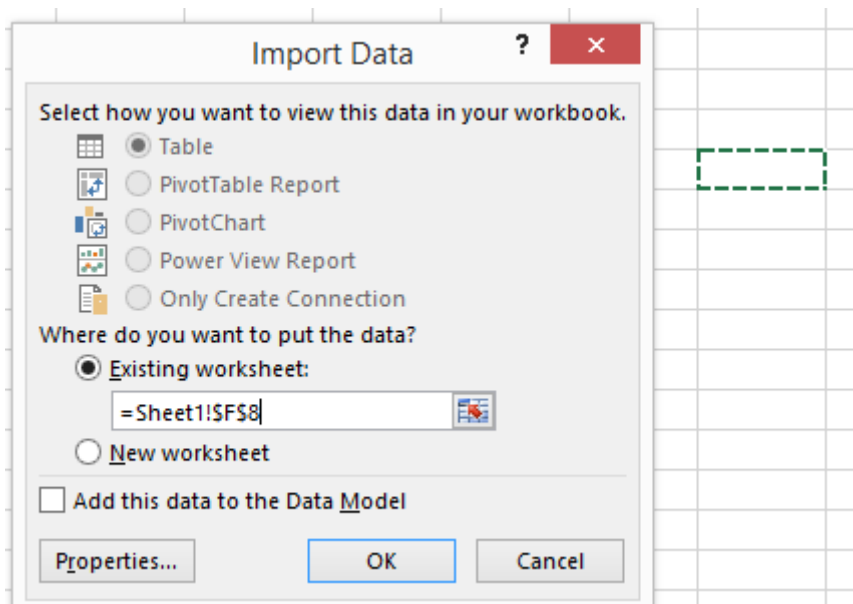 Import Data
?
Select how you want to view this data in your workbook.
Table
PivotTable Report
PivotChart
Power View Report
Only Create Connection
Where do you want to put the data?
Existing worksheet:
=Sheet1!$F$8
New worksheet
Add this data to the Data Model
Properties... OK Cancel